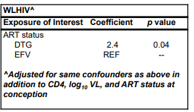 WLHIV^
Exposure of Interest Coefficient p value
ART status
DTG 2.4 0.04
EFV REF --
^Adjusted for same confounders as above in
addition to CD4, log10 VL, and ART status at
conception